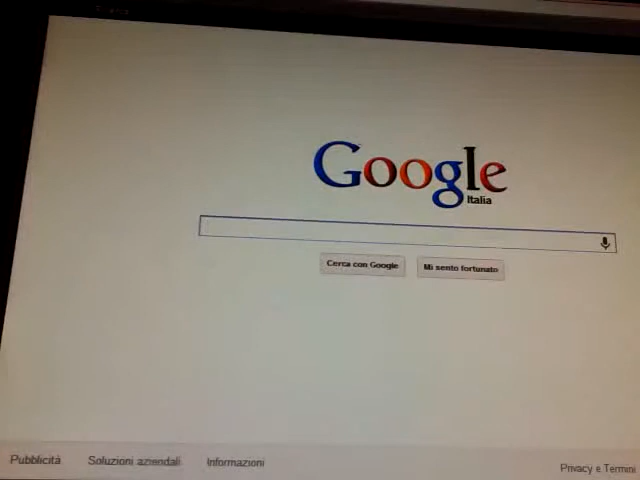 Google
Italia
Cerca con Google
Mi sento fortunato
Pubblicità
Soluzioni aziendali
Informazioni
Privacy e Termini